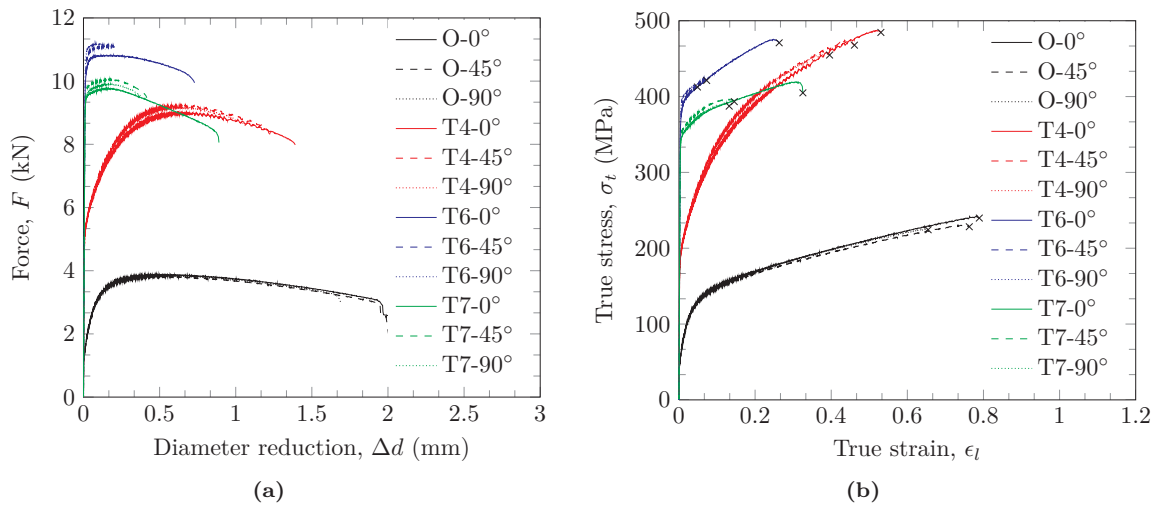 12
10
8
6
4
2
0
Force, F (kN)
0
0.5
1
1.5
2
2.5
3
Diameter reduction, Δd (mm)
O-0°
O-45°
O-90°
T4-0°
T4-45°
T4-90°
T6-0°
T6-45°
T6-90°
T7-0°
T7-45°
T7-90°
(a)
500
400
300
200
100
0
True stress, σt (MPa)
0
0.2
0.4
0.6
0.8
1
1.2
True strain, ϵl
O-0°
O-45°
O-90°
T4-0°
T4-45°
T4-90°
T6-0°
T6-45°
T6-90°
T7-0°
T7-45°
T7-90°
(b)